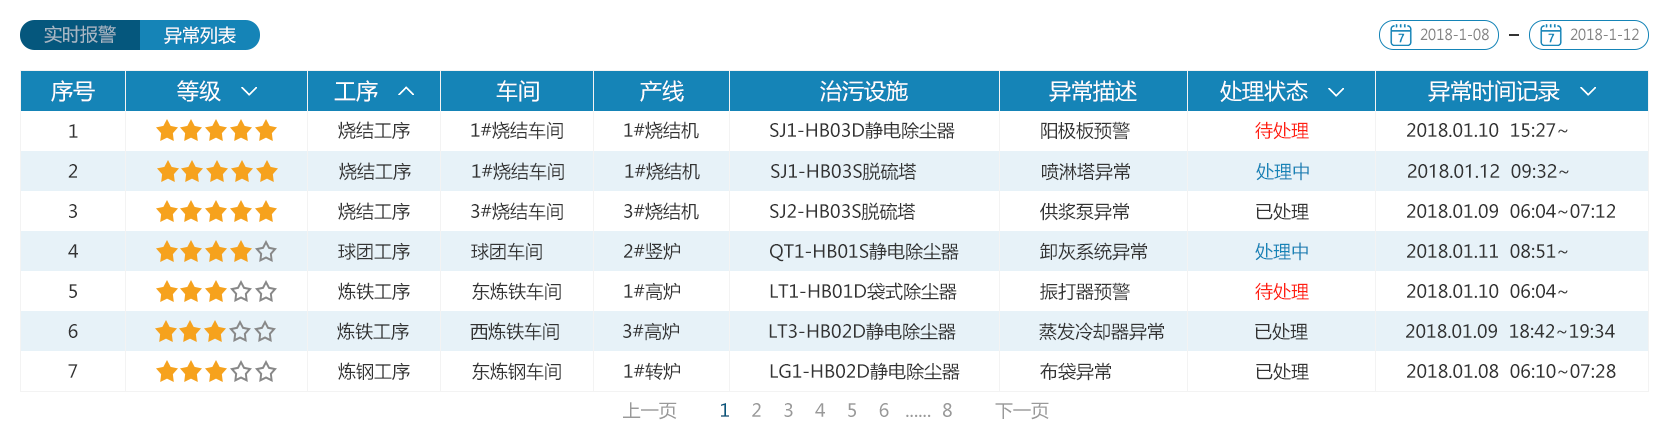 实时报警 异常列表 2018-1-08 – 2018-1-12
序号 等级 工序 车间 产线 治污设施 异常描述 处理状态 异常时间记录
1 烧结工序 1#烧结车间 1#烧结机 SJ1-HB03D静电除尘器 阳极板预警 待处理 2018.01.10 15:27~
2 烧结工序 1#烧结车间 1#烧结机 SJ1-HB03S脱硫塔 喷淋塔异常 处理中 2018.01.12 09:32~
3 烧结工序 3#烧结车间 3#烧结机 SJ2-HB03S脱硫塔 供浆泵异常 已处理 2018.01.09 06:04~07:12
4 球团工序 球团车间 2#竖炉 QT1-HB01S静电除尘器 卸灰系统异常 处理中 2018.01.11 08:51~
5 炼铁工序 东炼铁车间 1#高炉 LT1-HB01D袋式除尘器 振打器预警 待处理 2018.01.10 06:04~
6 炼铁工序 西炼铁车间 3#高炉 LT3-HB02D静电除尘器 蒸发冷却器异常 已处理 2018.01.09 18:42~19:34
7 炼钢工序 东炼钢车间 1#转炉 LG1-HB02D静电除尘器 布袋异常 已处理 2018.01.08 06:10~07:28
上一页 1 2 3 4 5 6 ...... 8 下一页